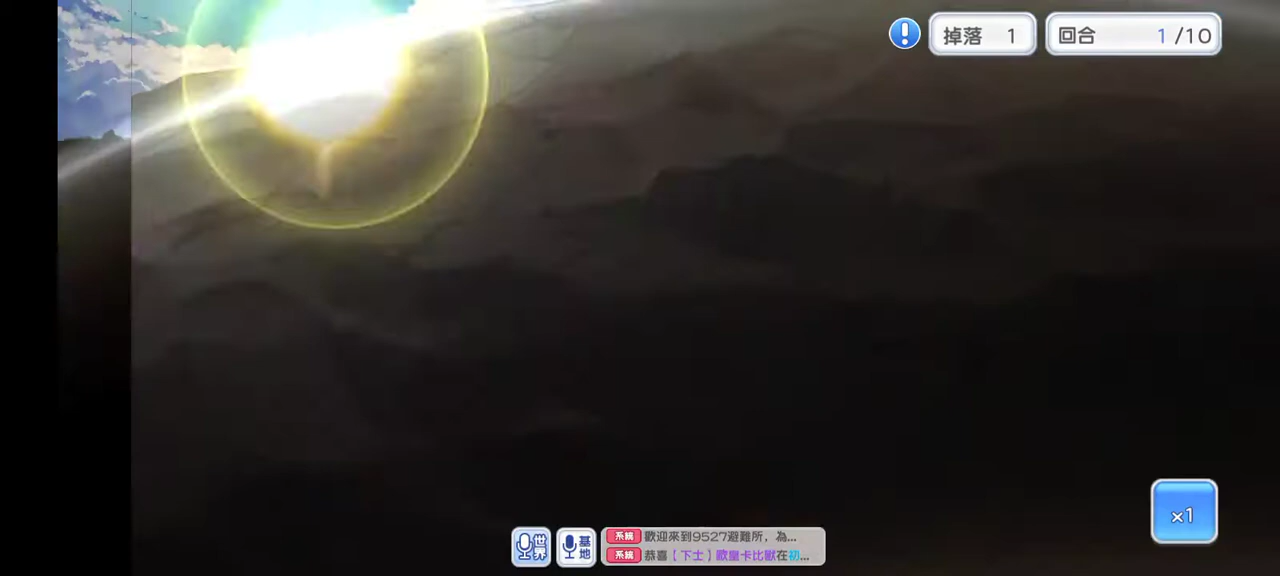 掉落 1
回合 1/10
×1
世界
基地
系統 歡迎來到9527避難所，為...
系統 恭喜【下士】歐皇卡比獸在初...